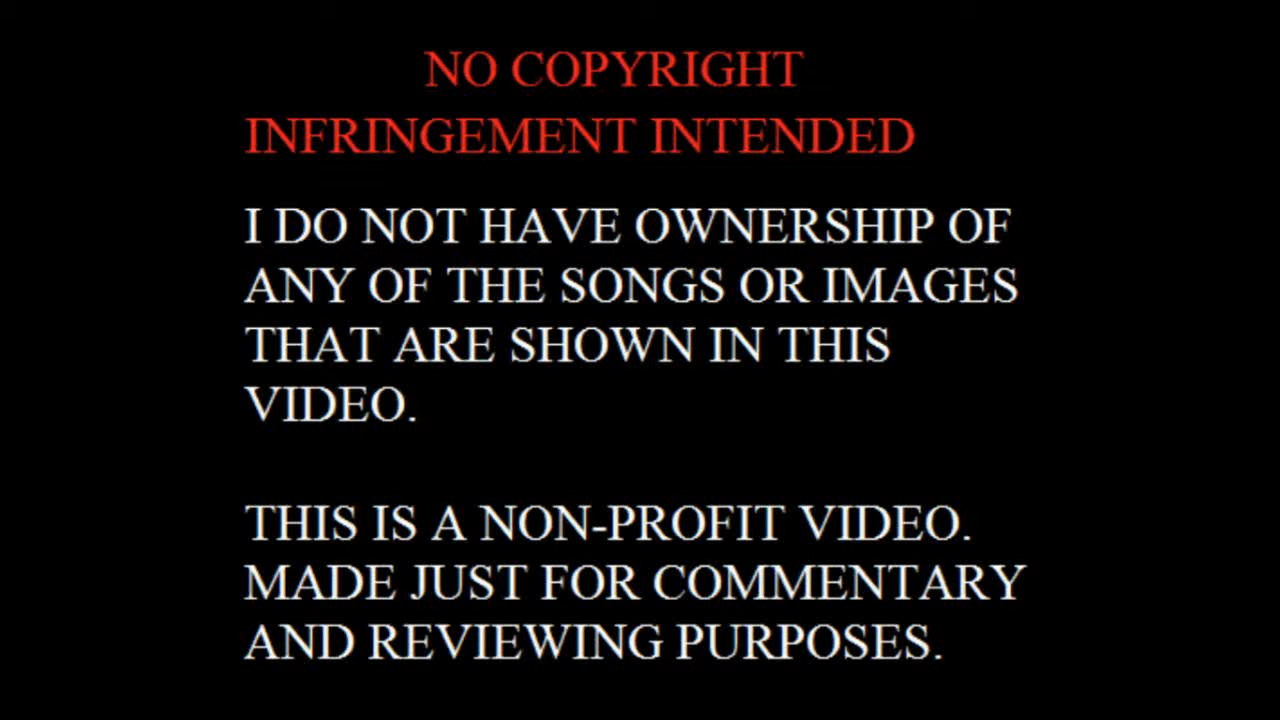 NO COPYRIGHT
INFRINGEMENT INTENDED
I DO NOT HAVE OWNERSHIP OF
ANY OF THE SONGS OR IMAGES
THAT ARE SHOWN IN THIS
VIDEO.
THIS IS A NON-PROFIT VIDEO.
MADE JUST FOR COMMENTARY
AND REVIEWING PURPOSES.